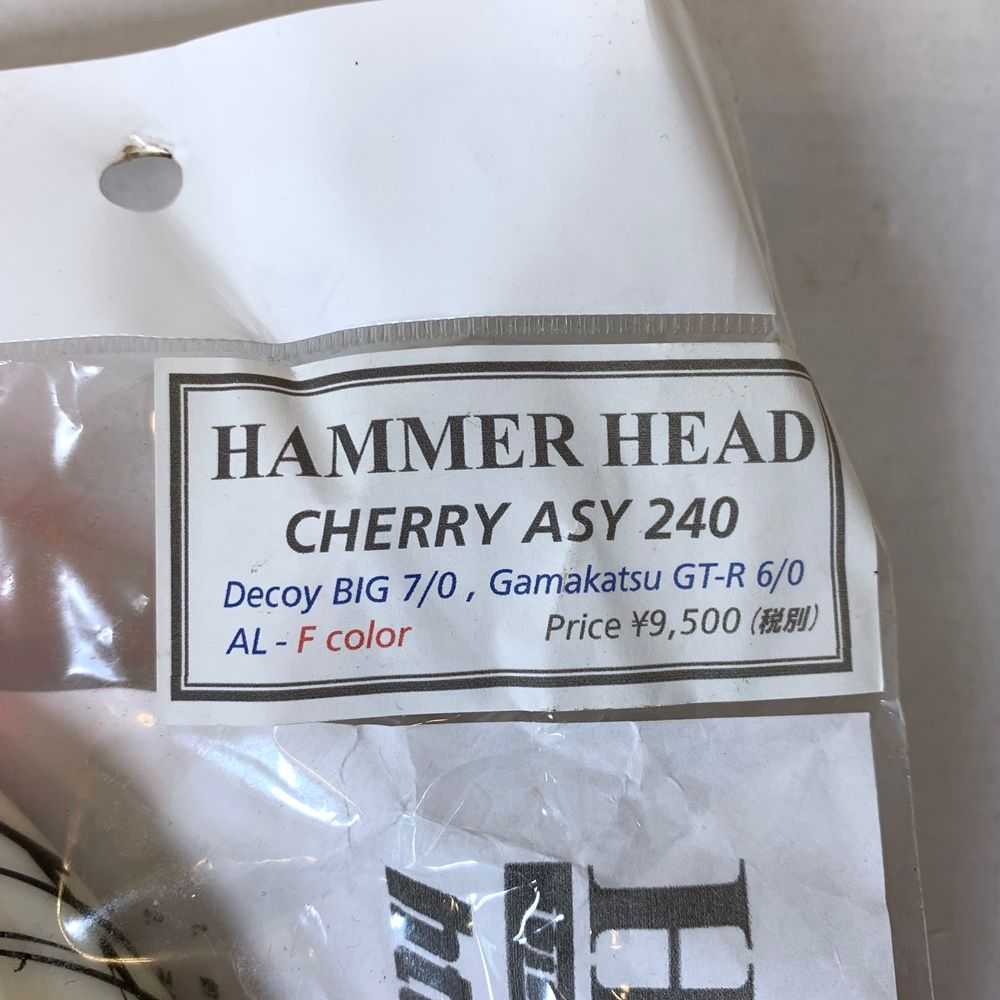 HAMMER HEAD
CHERRY ASY 240
Decoy BIG 7/0 , Gamakatsu GT-R 6/0
AL - F color
Price ¥9,500 (税別)
H